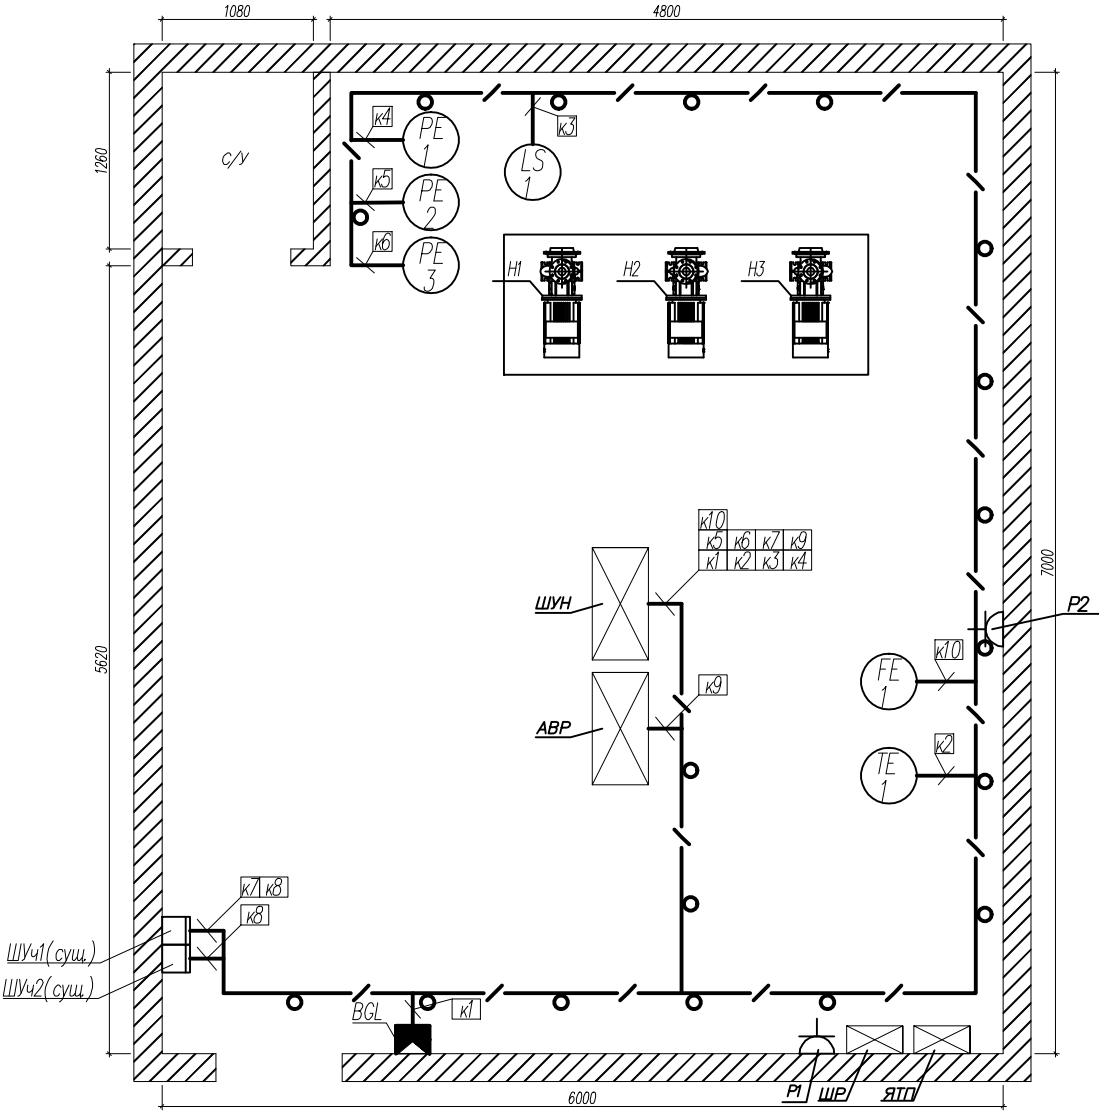 1080
4800
1260
с/у
к4
PE
1
к3
LS
1
к5
PE
2
к6
PE
3
Н1
Н2
Н3
к10
к5 к6 к7 к9
к1 к2 к3 к4
7000
ШУН
Р2
5620
к10
FE
1
к9
АВР
к2
TE
1
к7 к8
к8
ШУч1(сущ.)
ШУч2(сущ.)
BGL
к1
Р1
ШР
ЯТП
6000